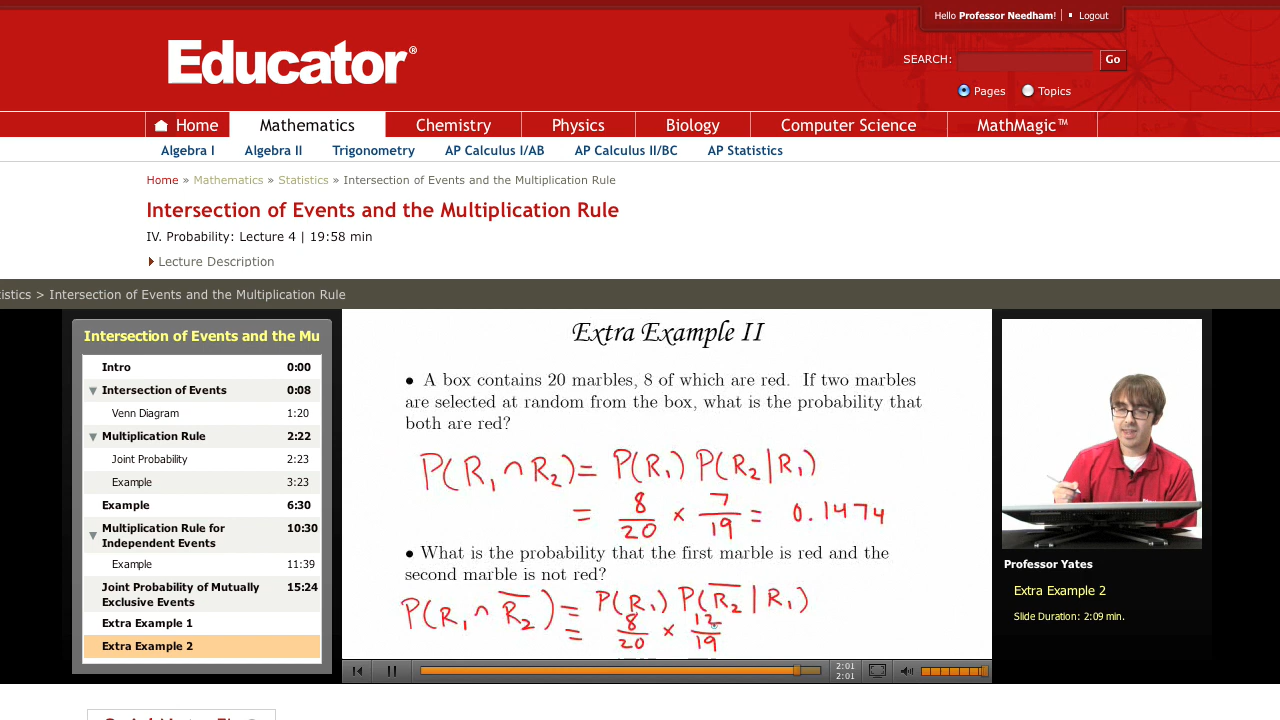 Hello Professor Needham! Logout
Educator®
SEARCH: Go
Pages Topics
Home Mathematics Chemistry Physics Biology Computer Science MathMagic™
Algebra I Algebra II Trigonometry AP Calculus I/AB AP Calculus II/BC AP Statistics
Home » Mathematics » Statistics » Intersection of Events and the Multiplication Rule
Intersection of Events and the Multiplication Rule
IV. Probability: Lecture 4 | 19:58 min
Lecture Description
istics > Intersection of Events and the Multiplication Rule
Intersection of Events and the Mu
Intro 0:00
Intersection of Events 0:08
Venn Diagram 1:20
Multiplication Rule 2:22
Joint Probability 2:23
Example 3:23
Example 6:30
Multiplication Rule for 10:30
Independent Events
Example 11:39
Joint Probability of Mutually 15:24
Exclusive Events
Extra Example 1
Extra Example 2
Extra Example II
• A box contains 20 marbles, 8 of which are red. If two marbles
are selected at random from the box, what is the probability that
both are red?
P(R₁ ∩ R₂) = P(R₁) P(R₂|R₁)
= 8/20 × 7/19 = 0.1474
• What is the probability that the first marble is red and the
second marble is not red?
P(R₁ ∩ R̅₂) = P(R₁) P(R̅₂|R₁)
= 8/20 × 12/19
2:01
2:01
Professor Yates
Extra Example 2
Slide Duration: 2:09 min.